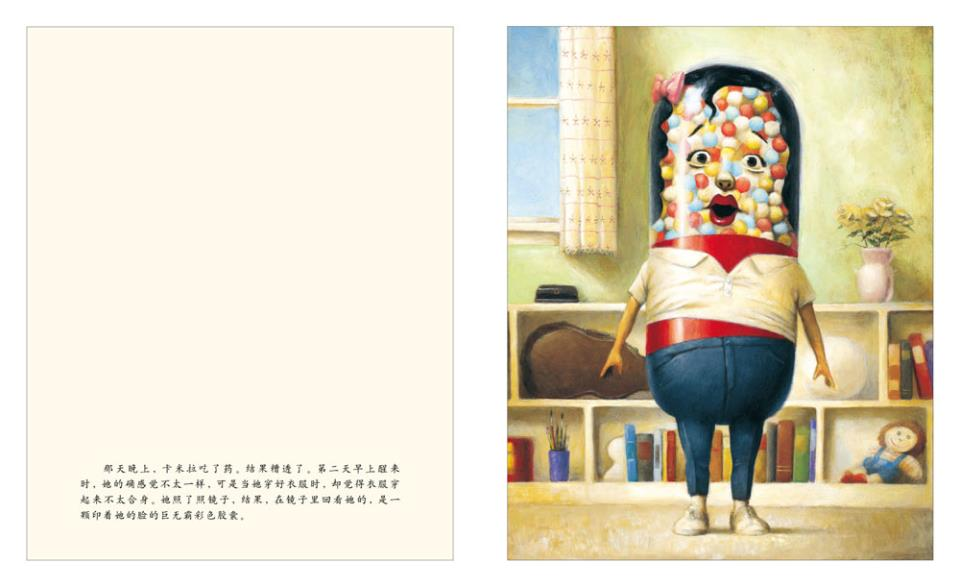 那天晚上，卡米拉吃了药。结果糟透了。第二天早上醒来
时，她的确感觉不太一样，可是当她穿好衣服时，却觉得衣服穿
起来不太合身。她照了照镜子，结果，在镜子里回看她的，是一
颗印着她的脸的巨无霸彩色胶囊。